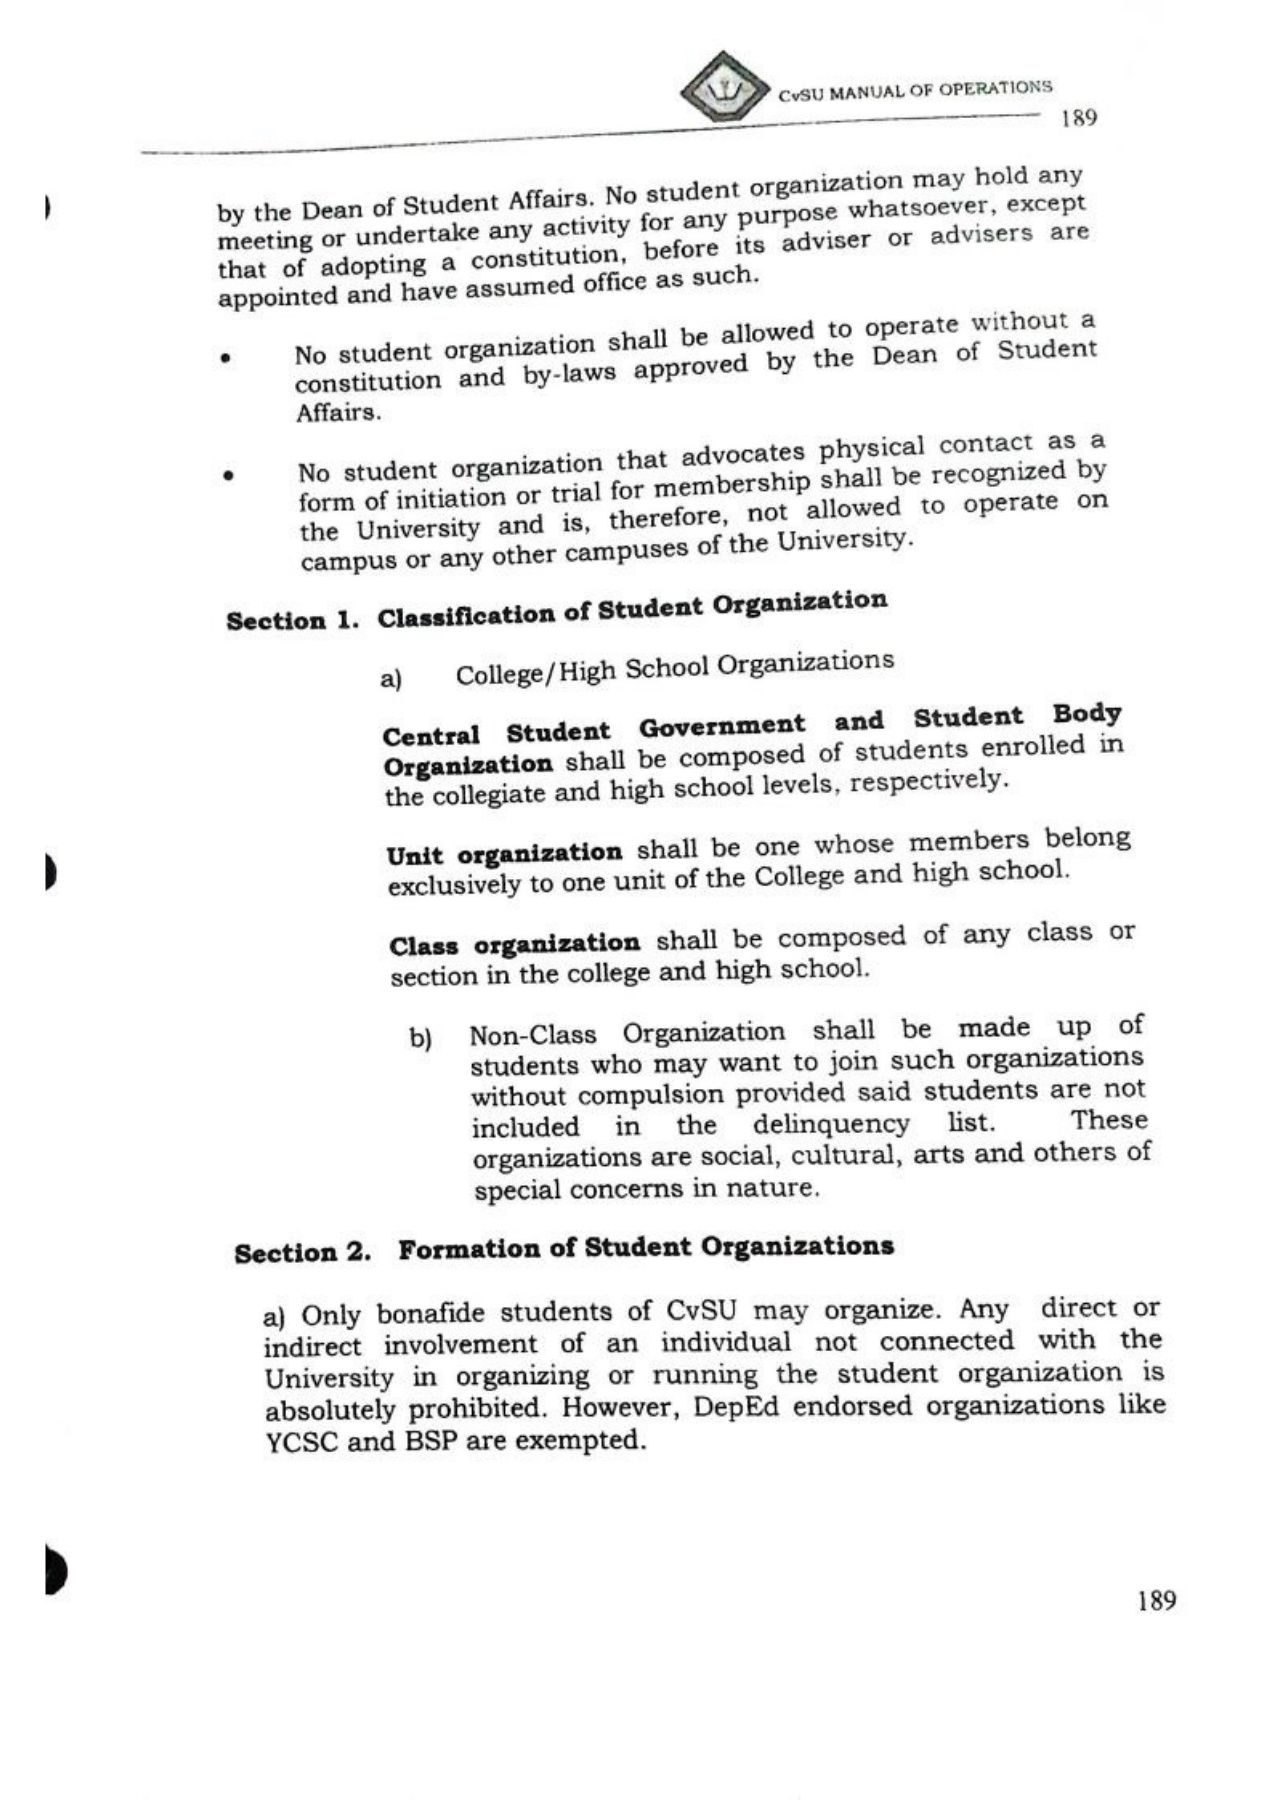 CvSU MANUAL OF OPERATIONS
189
by the Dean of Student Affairs. No student organization may hold any
meeting or undertake any activity for any purpose whatsoever, except
that of adopting a constitution, before its adviser or advisers are
appointed and have assumed office as such.
• No student organization shall be allowed to operate without a
constitution and by-laws approved by the Dean of Student
Affairs.
• No student organization that advocates physical contact as a
form of initiation or trial for membership shall be recognized by
the University and is, therefore, not allowed to operate on
campus or any other campuses of the University.
Section 1. Classification of Student Organization
a) College/High School Organizations
Central Student Government and Student Body
Organization shall be composed of students enrolled in
the collegiate and high school levels, respectively.
Unit organization shall be one whose members belong
exclusively to one unit of the College and high school.
Class organization shall be composed of any class or
section in the college and high school.
b) Non-Class Organization shall be made up of
students who may want to join such organizations
without compulsion provided said students are not
included in the delinquency list. These
organizations are social, cultural, arts and others of
special concerns in nature.
Section 2. Formation of Student Organizations
a) Only bonafide students of CvSU may organize. Any direct or
indirect involvement of an individual not connected with the
University in organizing or running the student organization is
absolutely prohibited. However, DepEd endorsed organizations like
YCSC and BSP are exempted.
189